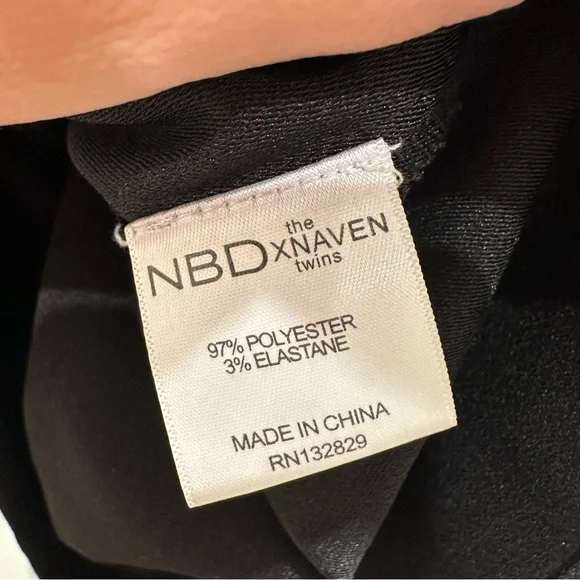 the
NBD x NAVEN
twins
97% POLYESTER
3% ELASTANE
MADE IN CHINA
RN132829